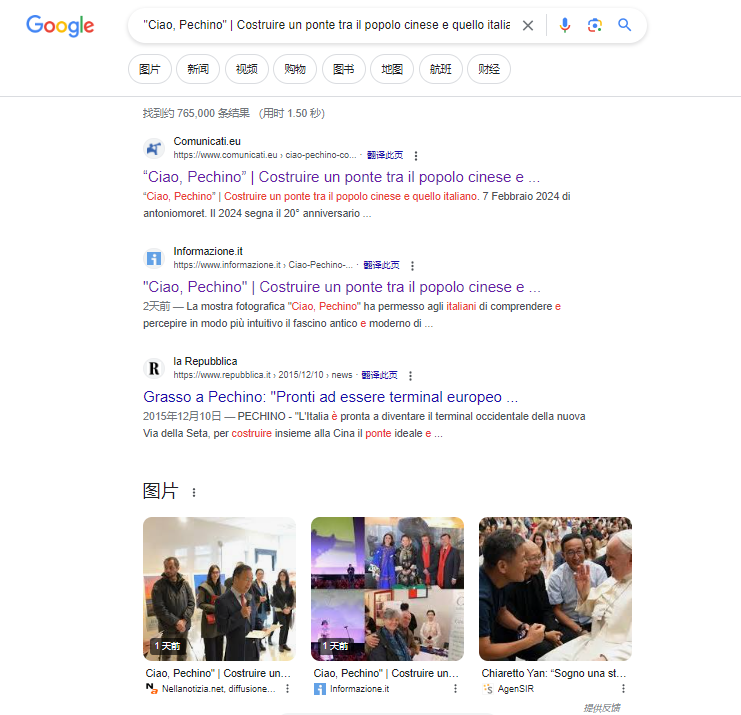 Google
"Ciao, Pechino" | Costruire un ponte tra il popolo cinese e quello italia
图片 新闻 视频 购物 图书 地图 航班 财经
找到约 765,000 条结果 （用时 1.50 秒）
Comunicati.eu
https://www.comunicati.eu › ciao-pechino-co... · 翻译此页
“Ciao, Pechino” | Costruire un ponte tra il popolo cinese e ...
“Ciao, Pechino” | Costruire un ponte tra il popolo cinese e quello italiano. 7 Febbraio 2024 di
antoniomoret. Il 2024 segna il 20° anniversario ...
Informazione.it
https://www.informazione.it › Ciao-Pechino-... · 翻译此页
"Ciao, Pechino" | Costruire un ponte tra il popolo cinese e ...
2天前 — La mostra fotografica "Ciao, Pechino" ha permesso agli italiani di comprendere e
percepire in modo più intuitivo il fascino antico e moderno di ...
R
la Repubblica
https://www.repubblica.it › 2015/12/10 › news · 翻译此页
Grasso a Pechino: "Pronti ad essere terminal europeo ...
2015年12月10日 — PECHINO - "L'Italia è pronta a diventare il terminal occidentale della nuova
Via della Seta, per costruire insieme alla Cina il ponte ideale e ...
图片
1 天前 1 天前
Ciao, Pechino" | Costruire un... Ciao, Pechino" | Costruire un... Chiaretto Yan: “Sogno una st...
Nellanotizia.net, diffusione... Informazione.it AgenSIR
提供反馈